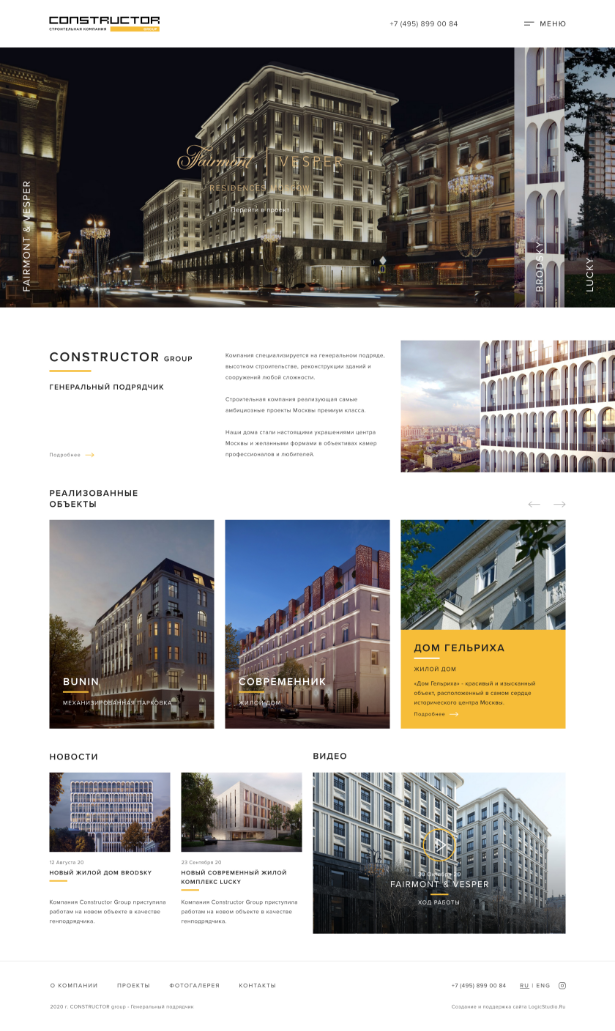 CONSTRUCTOR
СТРОИТЕЛЬНАЯ КОМПАНИЯ GROUP
+7 (495) 899 00 84
МЕНЮ
Fairmont VESPER
RESIDENCES MOSCOW
FAIRMONT & VESPER
BRODSKY
LUCKY
CONSTRUCTOR GROUP
ГЕНЕРАЛЬНЫЙ ПОДРЯДЧИК
Подробнее
Компания специализируется на генеральном подряде,
высотном строительстве, реконструкции зданий и
сооружений любой сложности.
Строительная компания реализующая самые
амбициозные проекты Москвы премиум класса.
Наши дома стали настоящими украшениями центра
Москвы и желанными формами в объективах камер
профессионалов и любителей.
РЕАЛИЗОВАННЫЕ
ОБЪЕКТЫ
BUNIN
МЕХАНИЗИРОВАННАЯ ПАРКОВКА
СОВРЕМЕННИК
ЖИЛОЙ ДОМ
ДОМ ГЕЛЬРИХА
ЖИЛОЙ ДОМ
«Дом Гельриха» - красивый и изысканный
объект, расположенный в самом сердце
исторического центра Москвы.
Подробнее
НОВОСТИ
12 Августа 20
НОВЫЙ ЖИЛОЙ ДОМ BRODSKY
Компания Constructor Group приступила
работам на новом объекте в качестве
генподрядчика.
23 Сентября 20
НОВЫЙ СОВРЕМЕННЫЙ ЖИЛОЙ
КОМПЛЕКС LUCKY
Компания Constructor Group приступила
работам на новом объекте в качестве
генподрядчика.
ВИДЕО
FAIRMONT & VESPER
ХОД РАБОТЫ
О КОМПАНИИ
ПРОЕКТЫ
ФОТОГАЛЕРЕЯ
КОНТАКТЫ
+7 (495) 899 00 84
RU | ENG
2020 г. CONSTRUCTOR group - Генеральный подрядчик
Создание и поддержка сайта LogicStudio.Ru